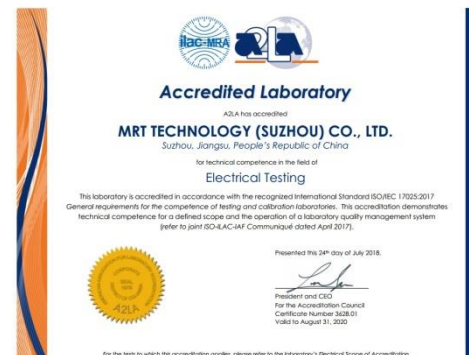 ilac-MRA
A2LA
Accredited Laboratory
A2LA has accredited
MRT TECHNOLOGY (SUZHOU) CO., LTD.
Suzhou, Jiangsu, People's Republic of China
for technical competence in the field of
Electrical Testing
This laboratory is accredited in accordance with the recognized International Standard ISO/IEC 17025:2017
General requirements for the competence of testing and calibration laboratories. This accreditation demonstrates
technical competence for a defined scope and the operation of a laboratory quality management system
(refer to joint ISO-ILAC-IAF Communiqué dated April 2017).
Presented this 24th day of July 2018.
President and CEO
For the Accreditation Council
Certificate Number 3628.01
Valid to August 31, 2020
SEAL
A2LA
For the tests to which this accreditation applies, please refer to the laboratory's Electrical Scope of Accreditation.